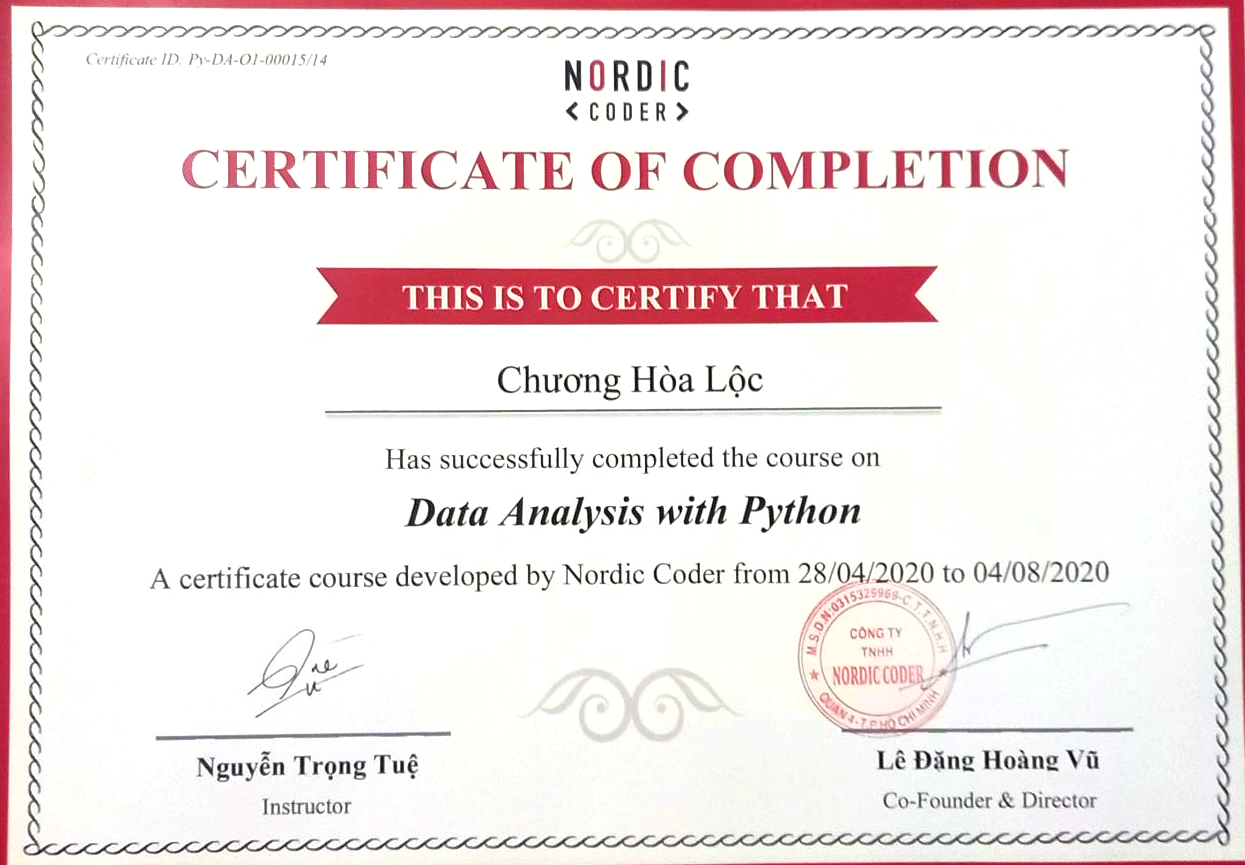 Certificate ID: Py-DA-O1-00015/14
NORDIC
<CODER>
CERTIFICATE OF COMPLETION
THIS IS TO CERTIFY THAT
Chương Hòa Lộc
Has successfully completed the course on
Data Analysis with Python
A certificate course developed by Nordic Coder from 28/04/2020 to 04/08/2020
M.S.D.N:0315329969-C.T.T.N.H.H
CÔNG TY
TNHH
NORDIC CODER
QUẬN 4-T.P HỒ CHÍ MINH
Nguyễn Trọng Tuệ
Instructor
Lê Đặng Hoàng Vũ
Co-Founder & Director